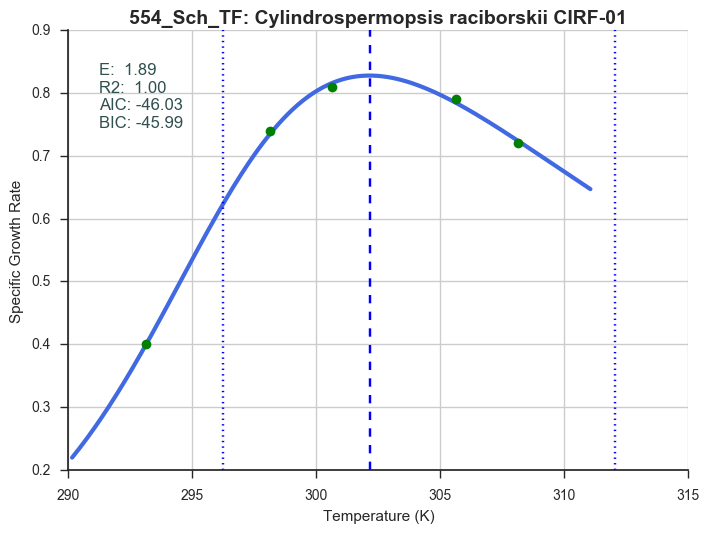 554_Sch_TF: Cylindrospermopsis raciborskii CIRF-01
E:  1.89
R2:  1.00
AIC: -46.03
BIC: -45.99
Specific Growth Rate
0.9
0.8
0.7
0.6
0.5
0.4
0.3
0.2
290 295 300 305 310 315
Temperature (K)